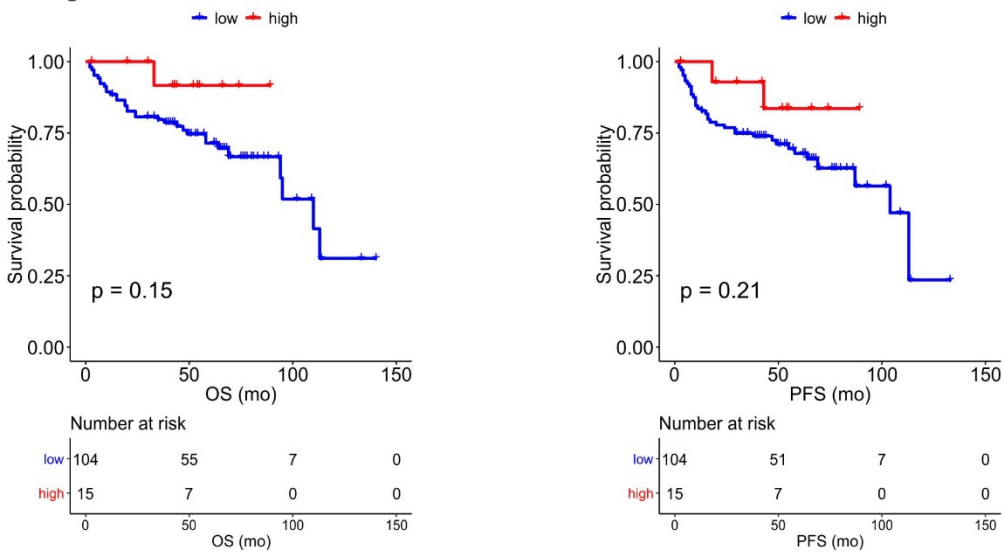 low high
1.00
0.75
0.50
0.25
0.00
Survival probability
p = 0.15
0 50 100 150
OS (mo)
Number at risk
low 104 55 7 0
high 15 7 0 0
0 50 100 150
OS (mo)
low high
1.00
0.75
0.50
0.25
0.00
Survival probability
p = 0.21
0 50 100 150
PFS (mo)
Number at risk
low 104 51 7 0
high 15 7 0 0
0 50 100 150
PFS (mo)